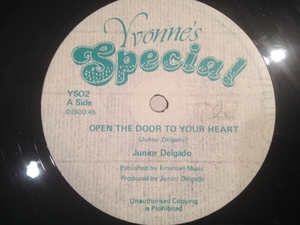 Yvonne's
Special
YSO2
A Side
DISCO 45
OPEN THE DOOR TO YOUR HEART
(Junior Delgado)
Junior Delgado
Published by Emanuel Music
Produced by Junior Delgado
Unauthorised Copying
is Prohibited